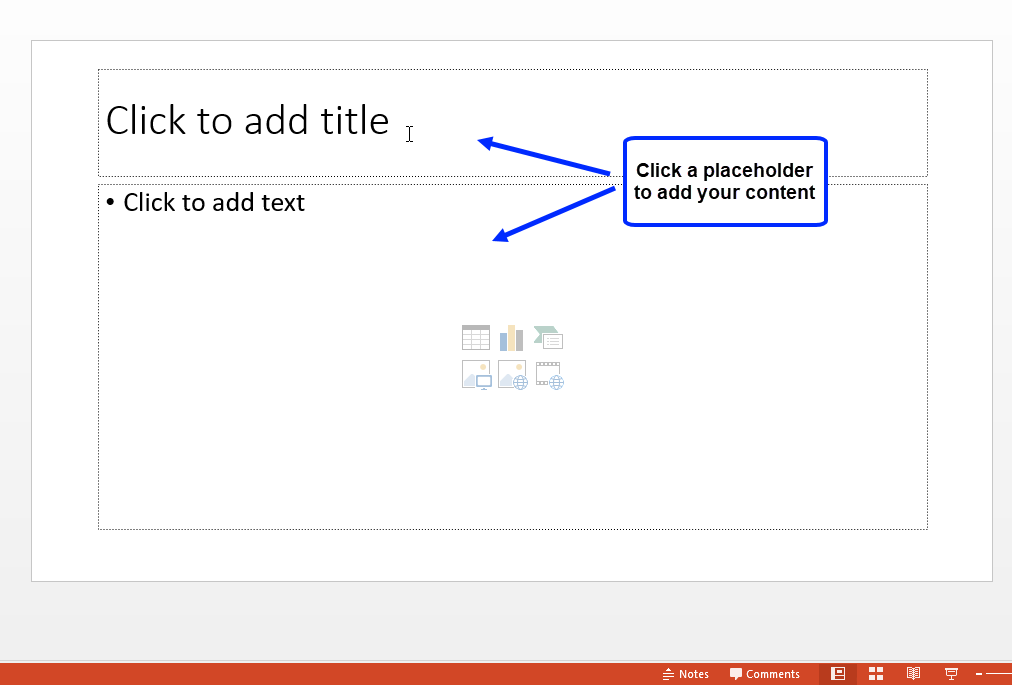 Click to add title
Click a placeholder
to add your content
• Click to add text
Notes
Comments